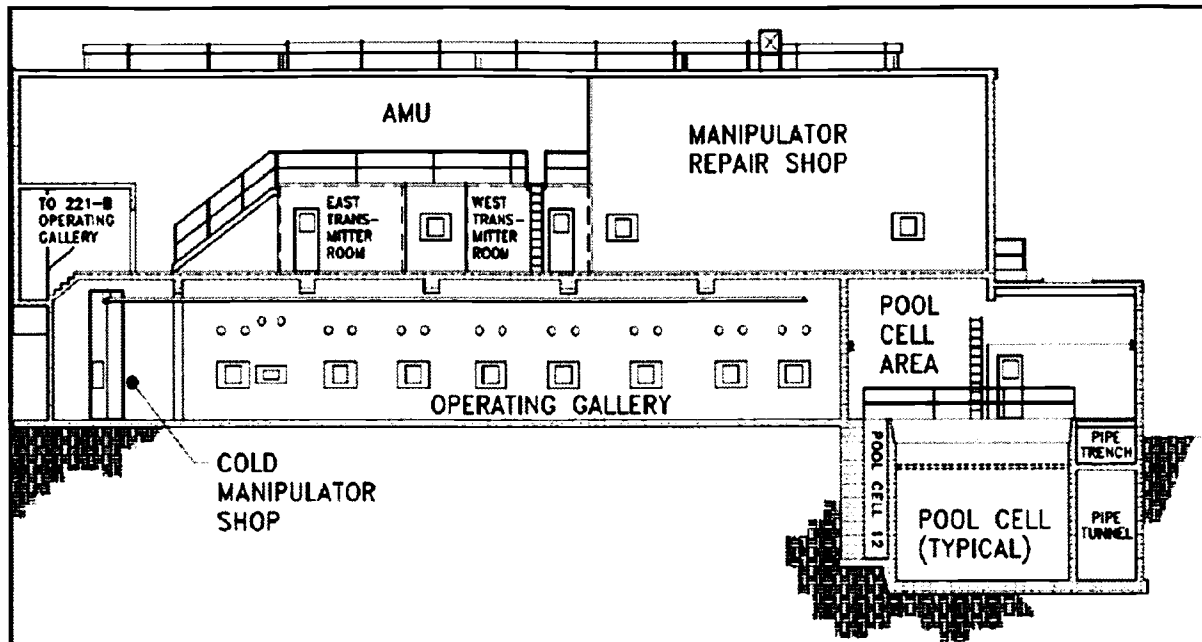 AMU
MANIPULATOR
REPAIR SHOP
TO 221-B
OPERATING
GALLERY
EAST
TRANS-
MITTER
ROOM
WEST
TRANS-
MITTER
ROOM
POOL
CELL
AREA
OPERATING GALLERY
COLD
MANIPULATOR
SHOP
POOL CELL 12
POOL CELL
(TYPICAL)
PIPE
TRENCH
PIPE
TUNNEL